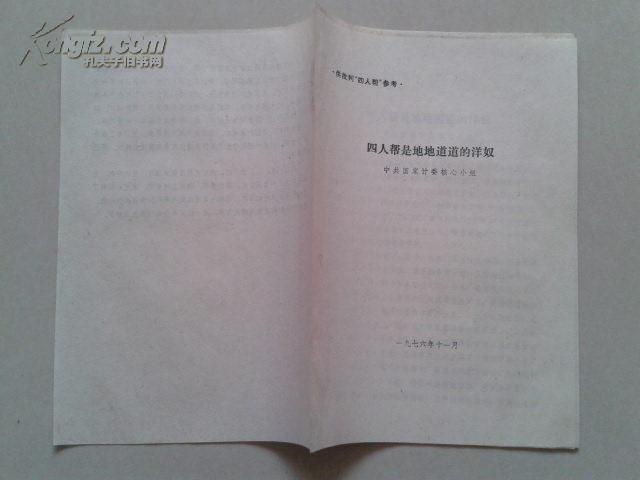 Kongfz.com
孔夫子旧书网
·供批判“四人帮”参考·
四人帮是地地道道的洋奴
中共国家计委核心小组
一九七六年十一月